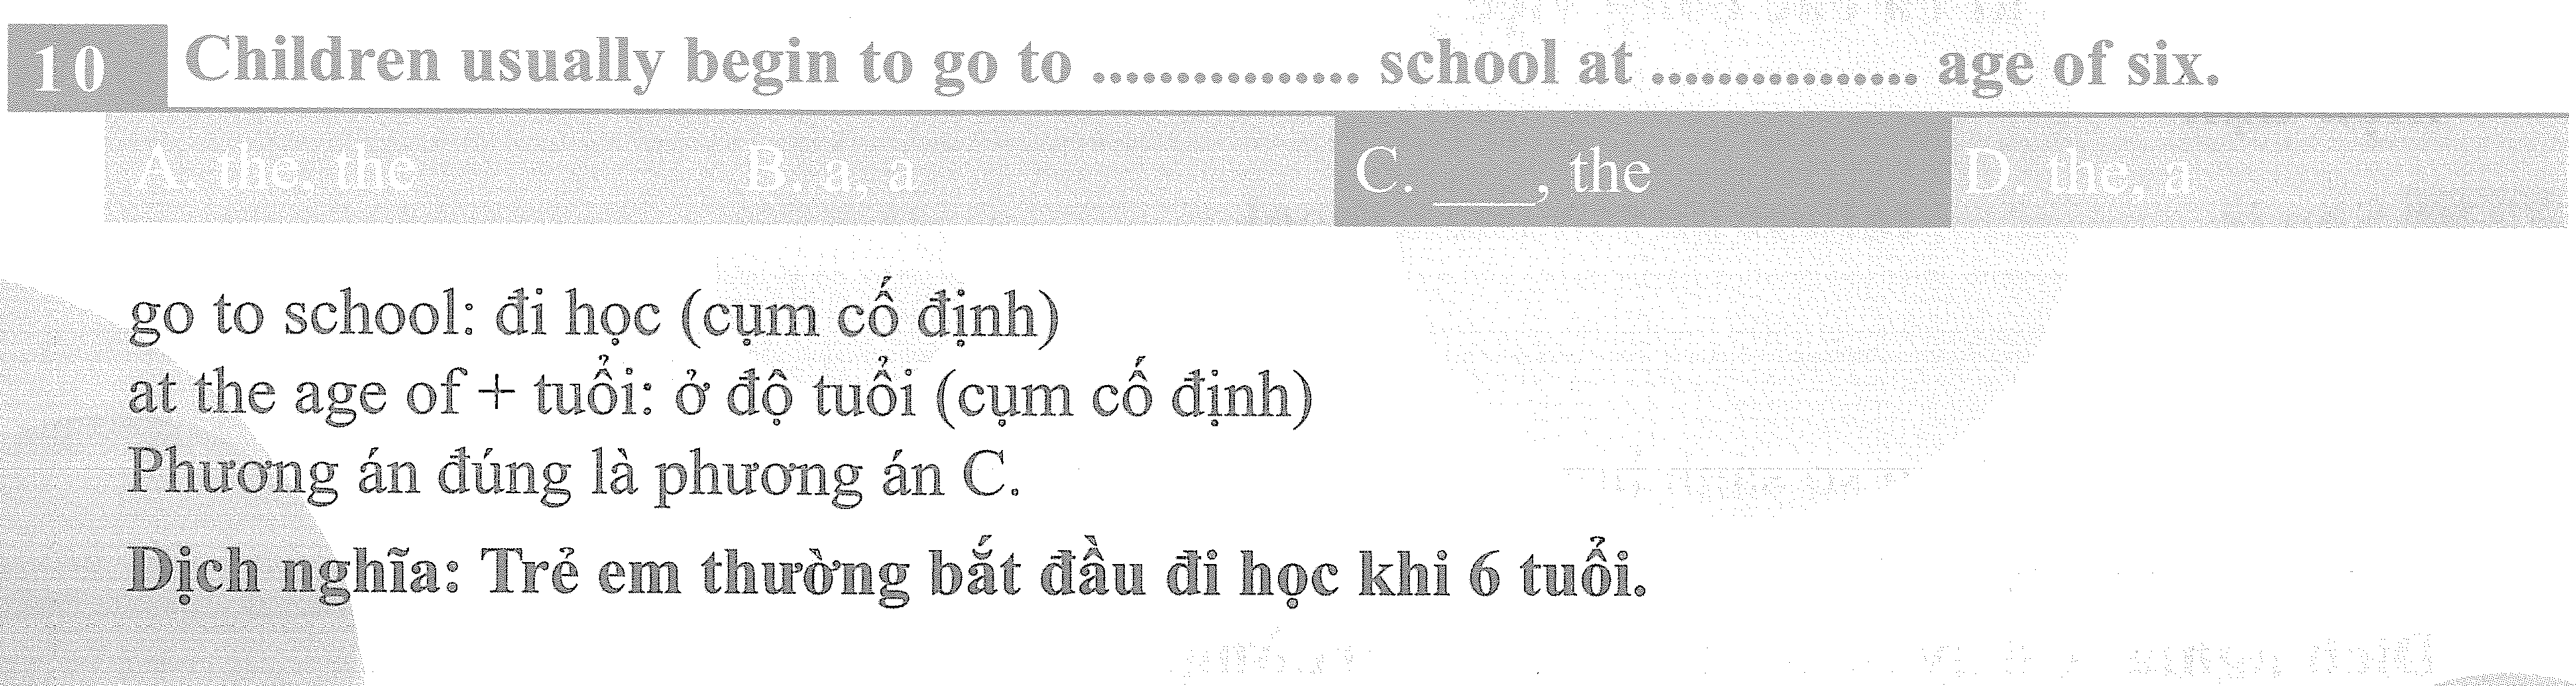 10 Children usually begin to go to ............... school at ............... age of six.
A. the, the B. a, a C. ____, the D. the, a
go to school: đi học (cụm cố định)
at the age of + tuổi: ở độ tuổi (cụm cố định)
Phương án đúng là phương án C.
Dịch nghĩa: Trẻ em thường bắt đầu đi học khi 6 tuổi.